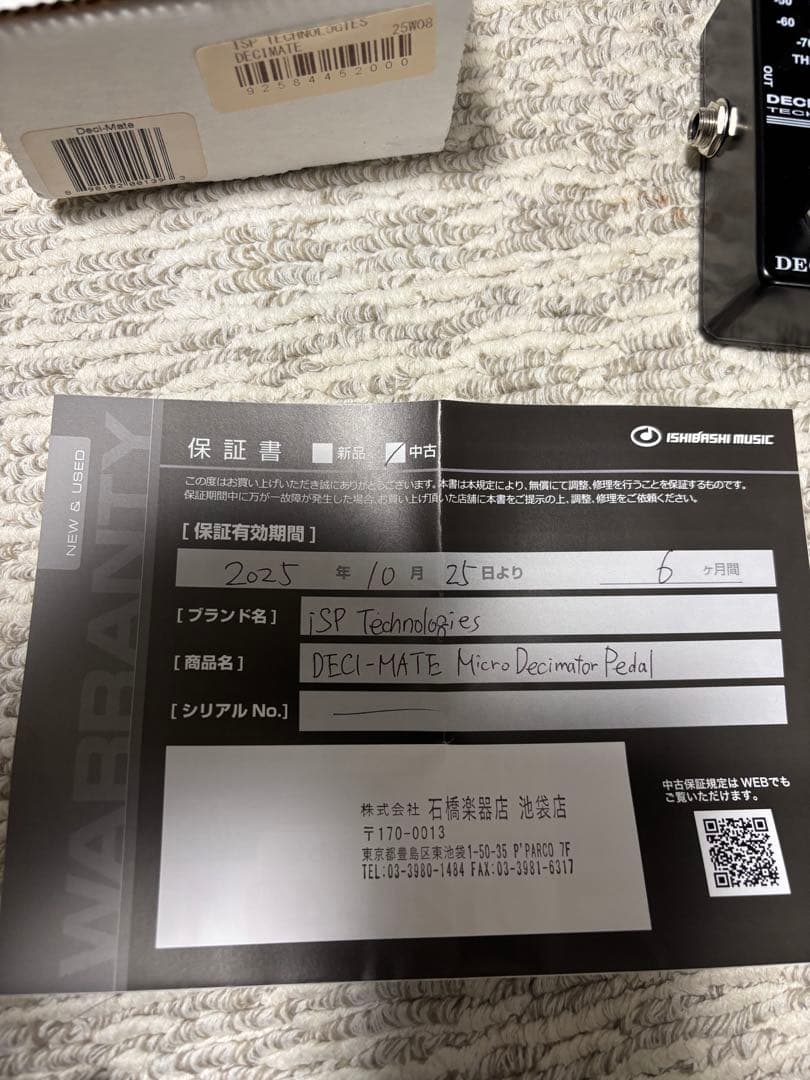 ISP TECHNOLOGIES 25W08
DECIMATE
92584452000
Deci-Mate
-60
-70
TH
OUT
DECI
TECH
DEC
NEW & USED
WARRANTY
保証書 新品 中古
ISHIBASHI MUSIC
この度はお買い上げいただき誠にありがとうございます。本書は本規定により、無償にて調整、修理を行うことを保証するものです。
保証期間中に万が一故障が発生した場合、お買い上げ頂いた店舗に本書をご提示の上、調整、修理をご依頼ください。
[ 保証有効期間 ]
2025 年 10 月 25 日より 6 ヶ月間
[ ブランド名 ] iSP Technologies
[ 商品名 ] DECI-MATE Micro Decimator Pedal
[ シリアル No.]
株式会社 石橋楽器店 池袋店
〒170-0013
東京都豊島区東池袋1-50-35 P'PARCO 7F
TEL:03-3980-1484 FAX:03-3981-6317
中古保証規定は WEBでも
ご覧いただけます。